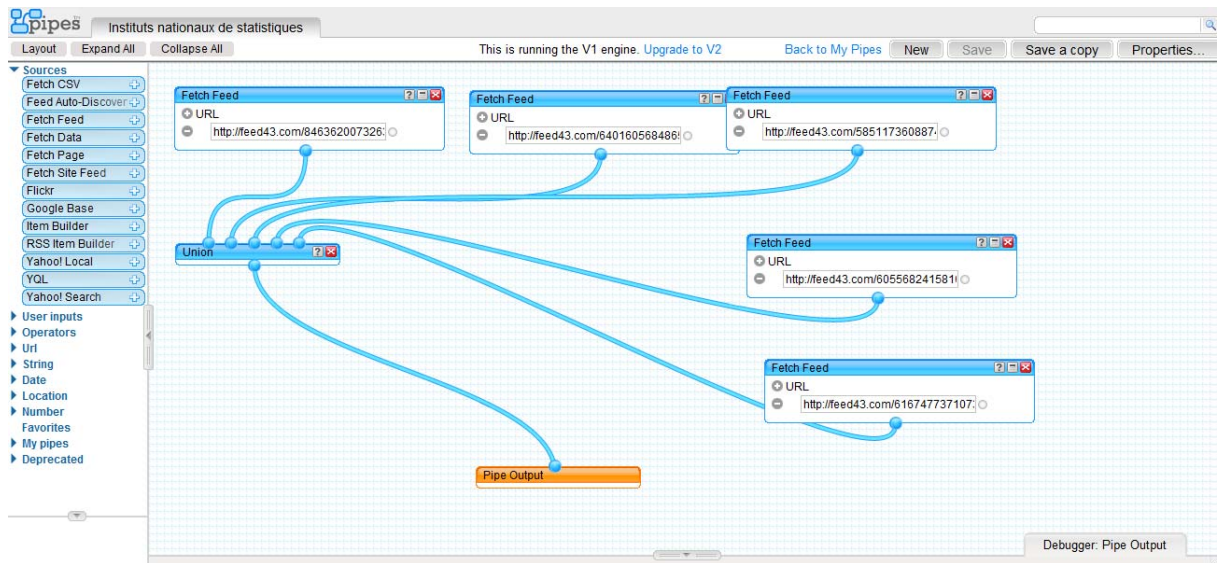 pipes
Instituts nationaux de statistiques
Layout Expand All Collapse All This is running the V1 engine. Upgrade to V2 Back to My Pipes New Save Save a copy Properties...
Sources
Fetch CSV
Feed Auto-Discover
Fetch Feed
Fetch Data
Fetch Page
Fetch Site Feed
Flickr
Google Base
Item Builder
RSS Item Builder
Yahoo! Local
YQL
Yahoo! Search
User inputs
Operators
Url
String
Date
Location
Number
Favorites
My pipes
Deprecated
Fetch Feed
URL
http://feed43.com/846362007326
Fetch Feed
URL
http://feed43.com/64016056848
Fetch Feed
URL
http://feed43.com/585117360887
Union
Fetch Feed
URL
http://feed43.com/605568241581
Fetch Feed
URL
http://feed43.com/616747737107
Pipe Output
Debugger: Pipe Output